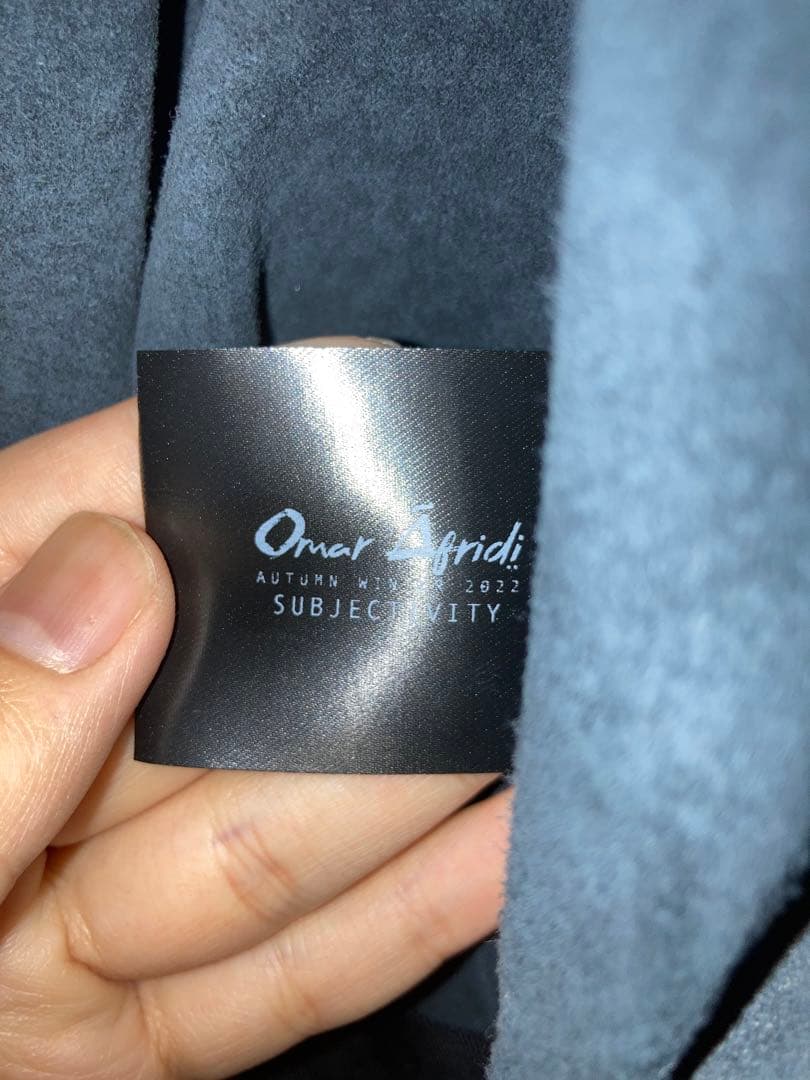 Omar Āfridi̤
AUTUMN WINTER 2022
SUBJECTIVITY